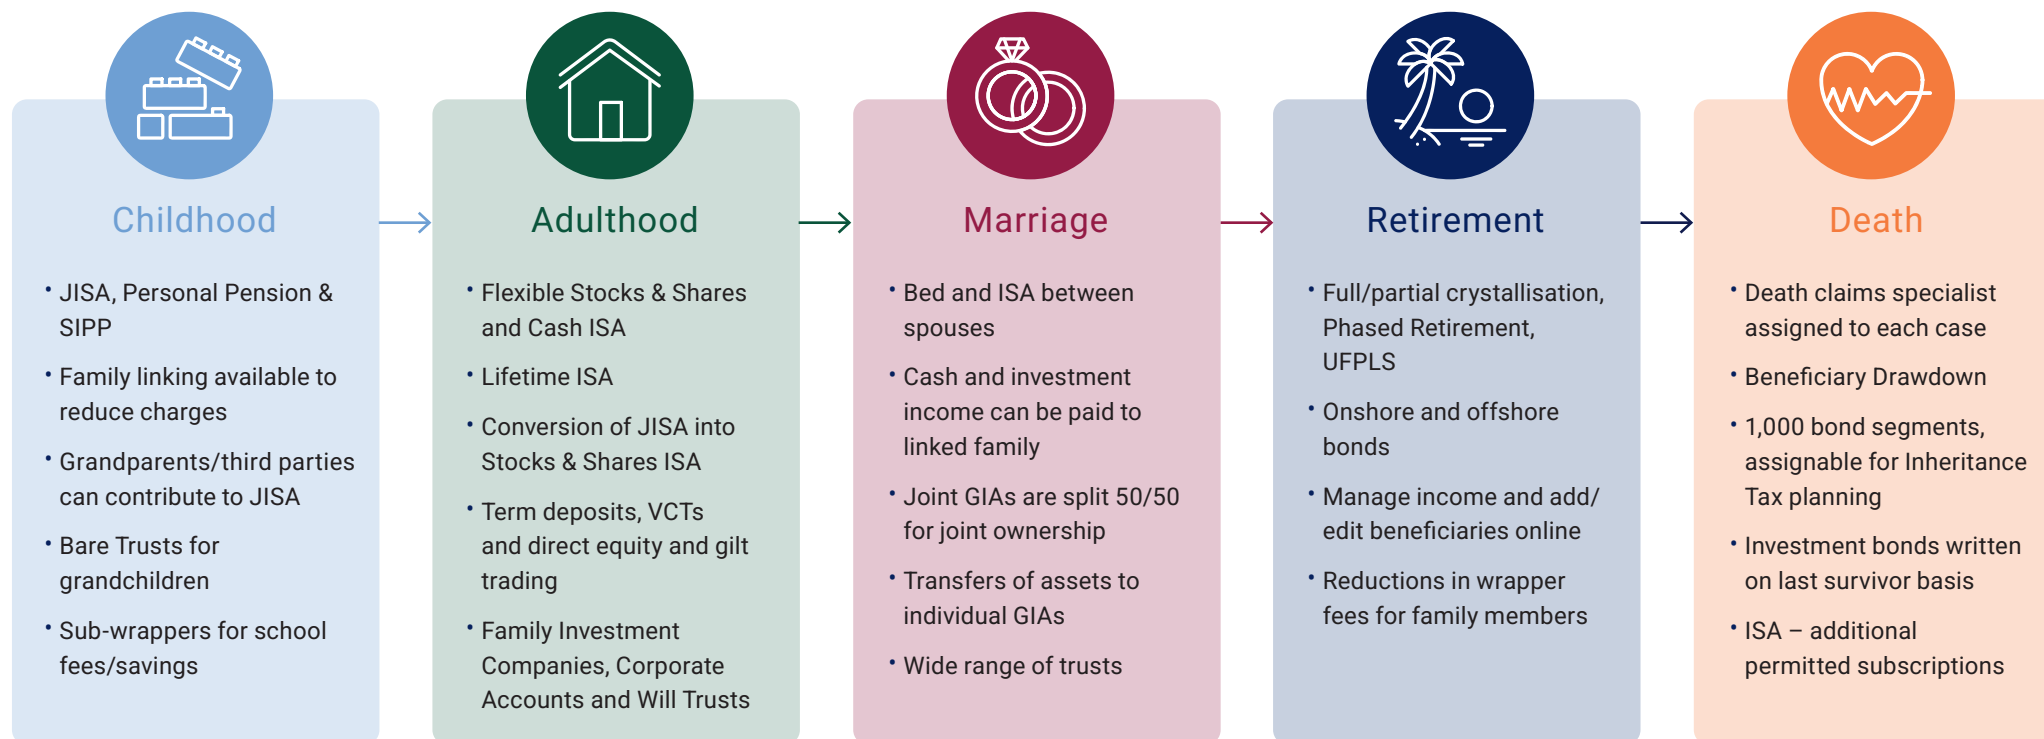 Childhood
• JISA, Personal Pension &
SIPP
• Family linking available to
reduce charges
• Grandparents/third parties
can contribute to JISA
• Bare Trusts for
grandchildren
• Sub-wrappers for school
fees/savings
Adulthood
• Flexible Stocks & Shares
and Cash ISA
• Lifetime ISA
• Conversion of JISA into
Stocks & Shares ISA
• Term deposits, VCTs
and direct equity and gilt
trading
• Family Investment
Companies, Corporate
Accounts and Will Trusts
Marriage
• Bed and ISA between
spouses
• Cash and investment
income can be paid to
linked family
• Joint GIAs are split 50/50
for joint ownership
• Transfers of assets to
individual GIAs
• Wide range of trusts
Retirement
• Full/partial crystallisation,
Phased Retirement,
UFPLS
• Onshore and offshore
bonds
• Manage income and add/
edit beneficiaries online
• Reductions in wrapper
fees for family members
Death
• Death claims specialist
assigned to each case
• Beneficiary Drawdown
• 1,000 bond segments,
assignable for Inheritance
Tax planning
• Investment bonds written
on last survivor basis
• ISA – additional
permitted subscriptions